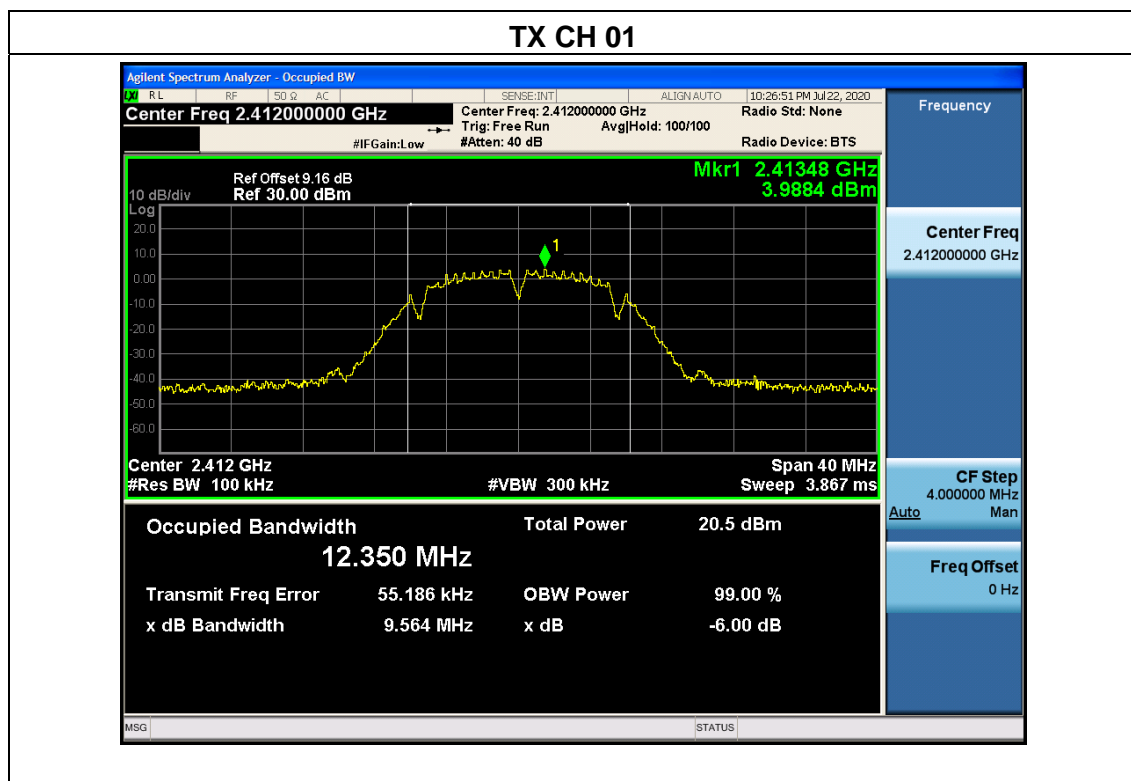 TX CH 01
Agilent Spectrum Analyzer - Occupied BW
LXI RL RF 50 Ω AC SENSE:INT ALIGN AUTO 10:26:51 PM Jul 22, 2020
Center Freq 2.412000000 GHz
Center Freq: 2.412000000 GHz
Radio Std: None
Trig: Free Run Avg|Hold: 100/100
#IFGain:Low
#Atten: 40 dB
Radio Device: BTS
Frequency
Mkr1 2.41348 GHz
3.9884 dBm
Ref Offset 9.16 dB
10 dB/div Ref 30.00 dBm
Log
20.0
10.0
0.00
-10.0
-20.0
-30.0
-40.0
-50.0
-60.0
1
Center 2.412 GHz
Span 40 MHz
#Res BW 100 kHz
#VBW 300 kHz
Sweep 3.867 ms
Occupied Bandwidth
12.350 MHz
Total Power 20.5 dBm
Transmit Freq Error 55.186 kHz
OBW Power 99.00 %
x dB Bandwidth 9.564 MHz
x dB -6.00 dB
Center Freq
2.412000000 GHz
CF Step
4.000000 MHz
Auto Man
Freq Offset
0 Hz
MSG
STATUS